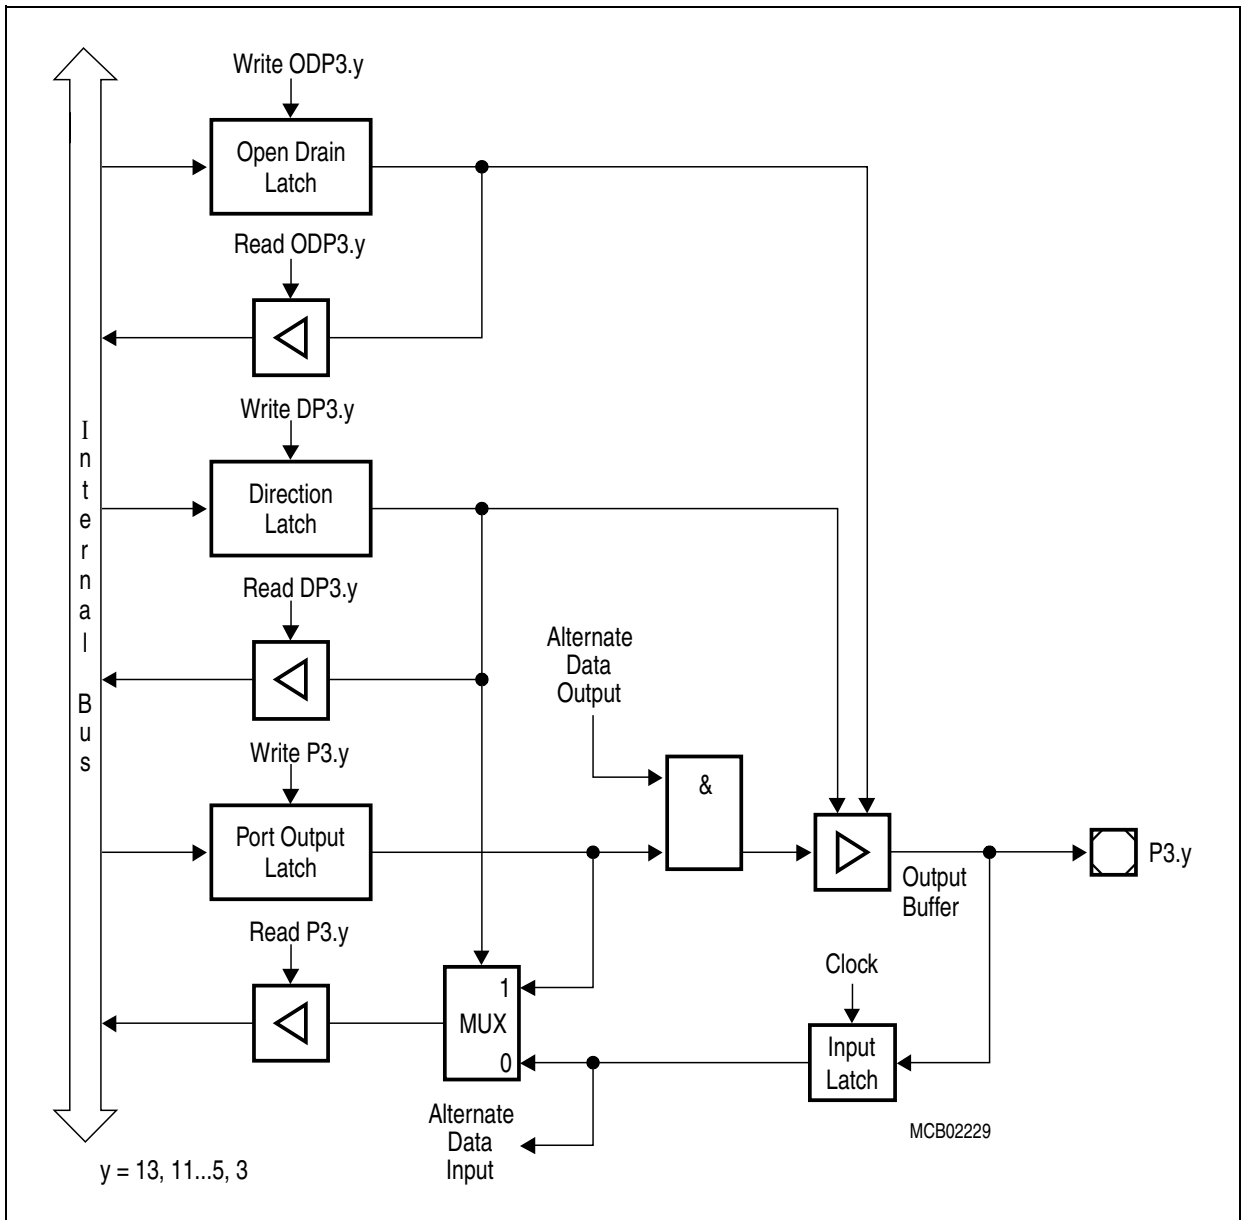 Write ODP3.y
Open Drain
Latch
Read ODP3.y
Write DP3.y
Internal Bus
Direction
Latch
Read DP3.y
Alternate
Data
Output
Write P3.y
&
Port Output
Latch
P3.y
Output
Buffer
Read P3.y
Clock
1
MUX
0
Input
Latch
Alternate
Data
Input
MCB02229
y = 13, 11...5, 3